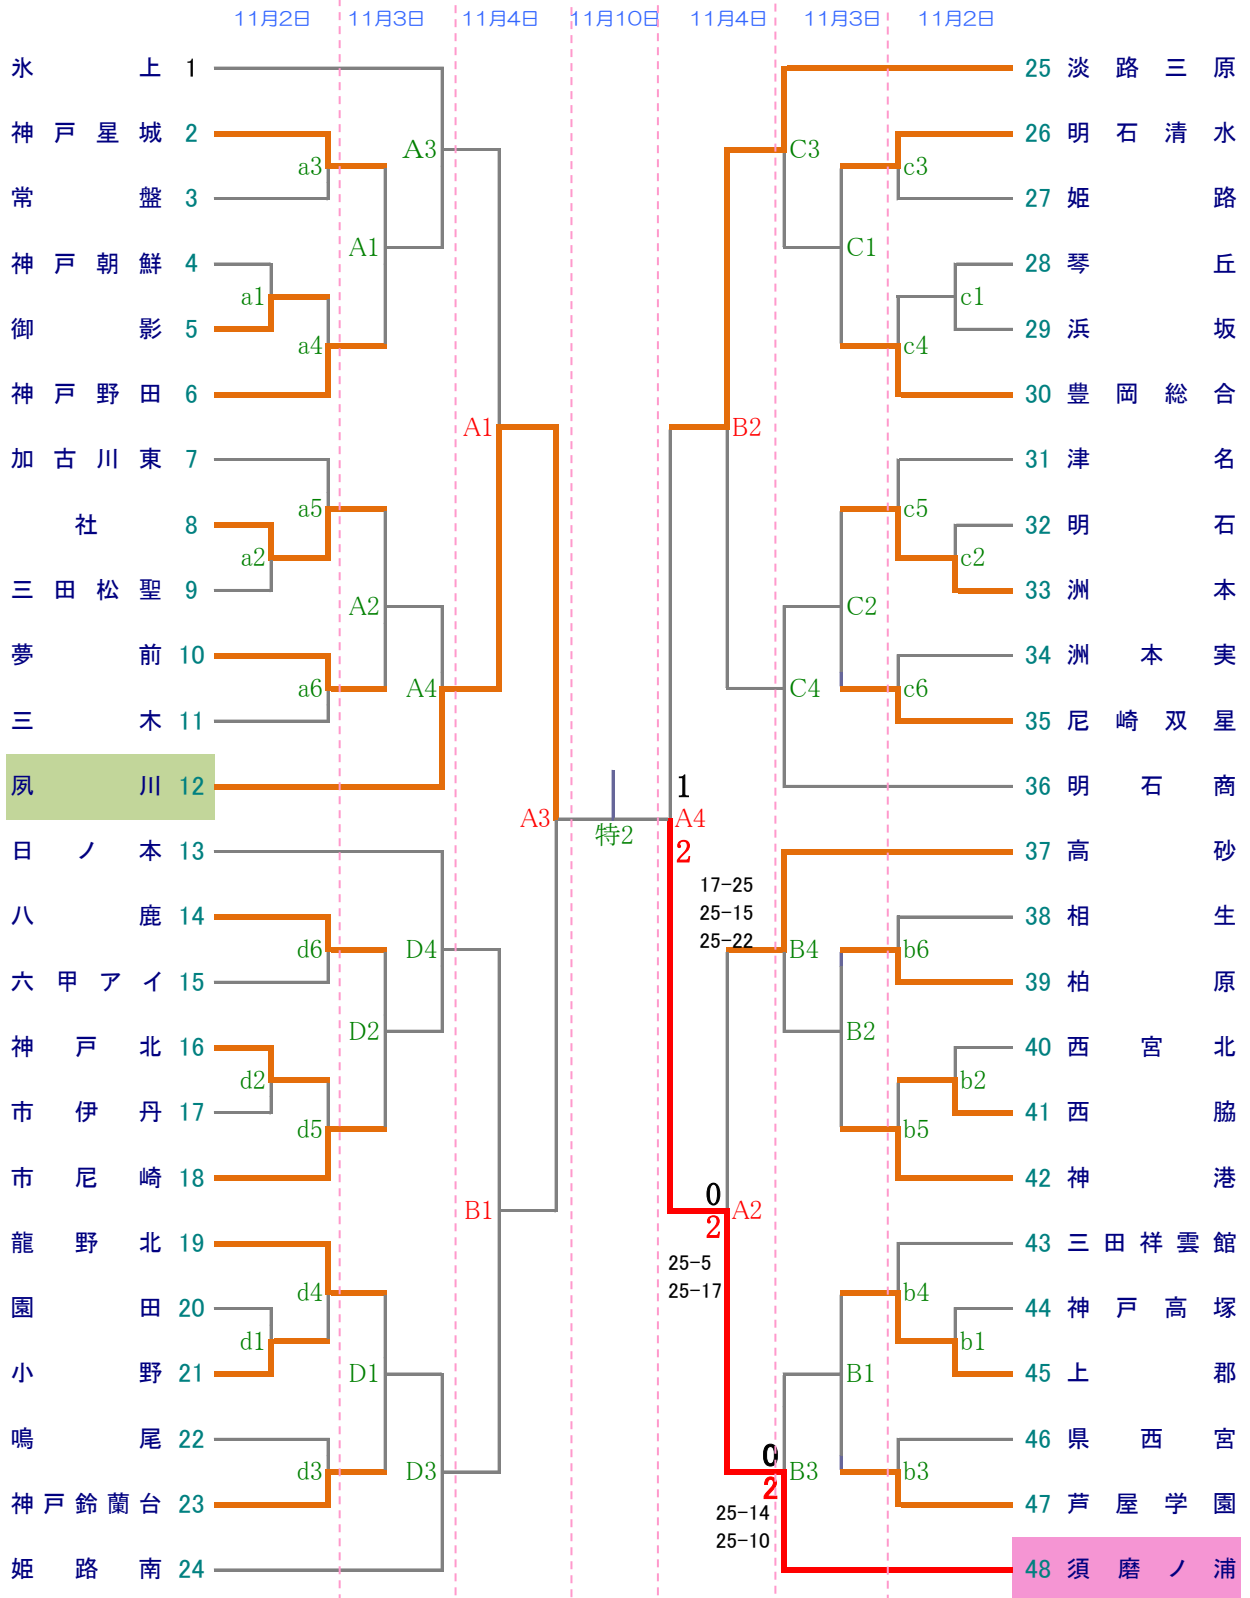 11月2日 11月3日 11月4日 11月10日 11月4日 11月3日 11月2日
氷上 1
神戸星城 2
a3
常盤 3
A3
神戸朝鮮 4
a1
御影 5
a4
神戸野田 6
A1
加古川東 7
a5
社 8
a2
三田松聖 9
A2
夢前 10
a6
三木 11
A4
夙川 12
A1
日ノ本 13
八鹿 14
d6
六甲アイ 15
D4
神戸北 16
d2
市伊丹 17
d5
市尼崎 18
D2
龍野北 19
d4
園田 20
d1
小野 21
D1
鳴尾 22
d3
神戸鈴蘭台 23
D3
姫路南 24
B1
A3
特2
1
A4
2
17-25
25-15
25-22
25 淡路三原
26 明石清水
c3
27 姫路
C3
28 琴丘
c1
29 浜坂
c4
30 豊岡総合
C1
31 津名
c5
32 明石
c2
33 洲本
C2
34 洲本実
c6
35 尼崎双星
C4
36 明石商
B2
37 高砂
38 相生
b6
39 柏原
B4
40 西宮北
b2
41 西脇
b5
42 神港
B2
0
A2
2
25-5
25-17
43 三田祥雲館
b4
44 神戸高塚
b1
45 上郡
B1
46 県西宮
b3
47 芦屋学園
0
B3
2
25-14
25-10
48 須磨ノ浦